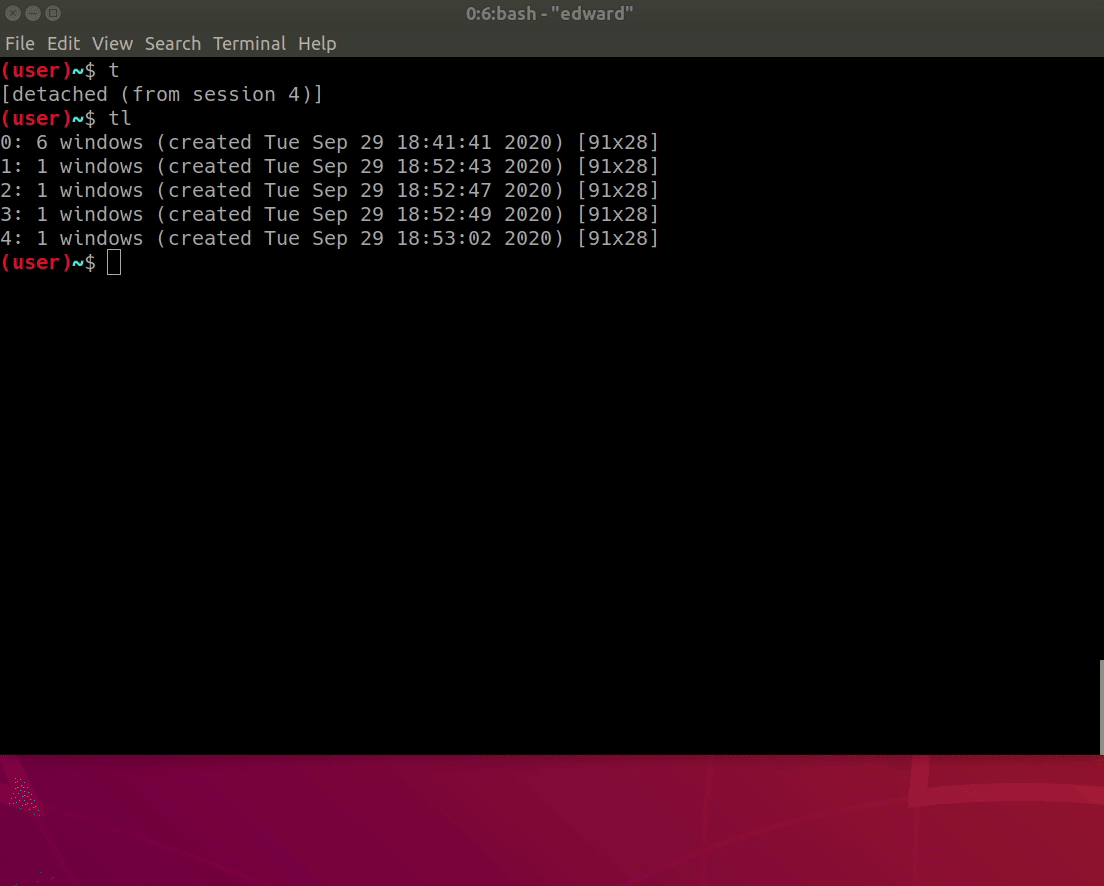 0:6:bash - "edward"
File Edit View Search Terminal Help
(user)~$ t
[detached (from session 4)]
(user)~$ tl
0: 6 windows (created Tue Sep 29 18:41:41 2020) [91x28]
1: 1 windows (created Tue Sep 29 18:52:43 2020) [91x28]
2: 1 windows (created Tue Sep 29 18:52:47 2020) [91x28]
3: 1 windows (created Tue Sep 29 18:52:49 2020) [91x28]
4: 1 windows (created Tue Sep 29 18:53:02 2020) [91x28]
(user)~$